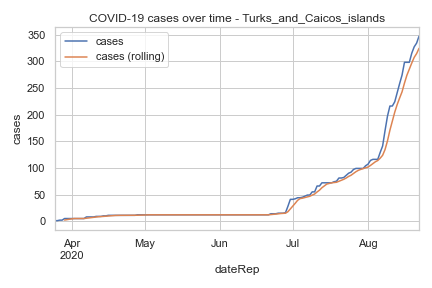 COVID-19 cases over time - Turks_and_Caicos_islands
cases
cases (rolling)
350
300
250
200
150
100
50
0
cases
Apr
2020
May
Jun
Jul
Aug
dateRep